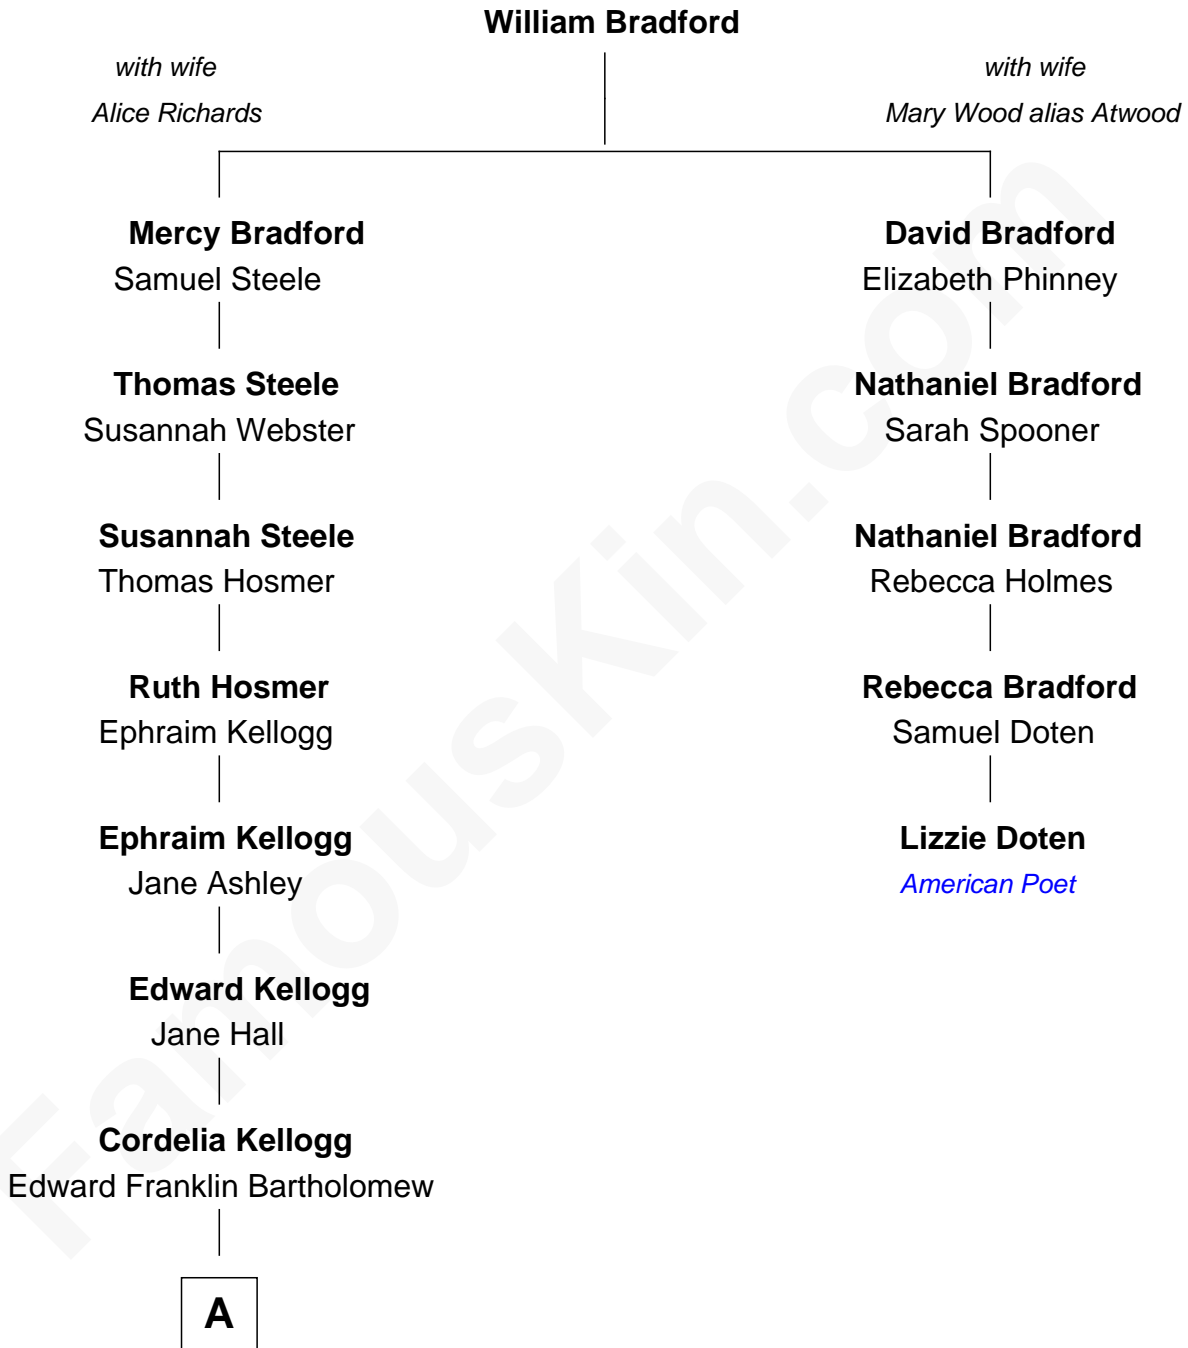 William Bradford
with wife
Alice Richards
with wife
Mary Wood alias Atwood
Mercy Bradford
Samuel Steele
David Bradford
Elizabeth Phinney
Thomas Steele
Susannah Webster
Nathaniel Bradford
Sarah Spooner
Susannah Steele
Thomas Hosmer
Nathaniel Bradford
Rebecca Holmes
Ruth Hosmer
Ephraim Kellogg
Rebecca Bradford
Samuel Doten
Ephraim Kellogg
Jane Ashley
Lizzie Doten
American Poet
Edward Kellogg
Jane Hall
Cordelia Kellogg
Edward Franklin Bartholomew
A
FamousKin.com